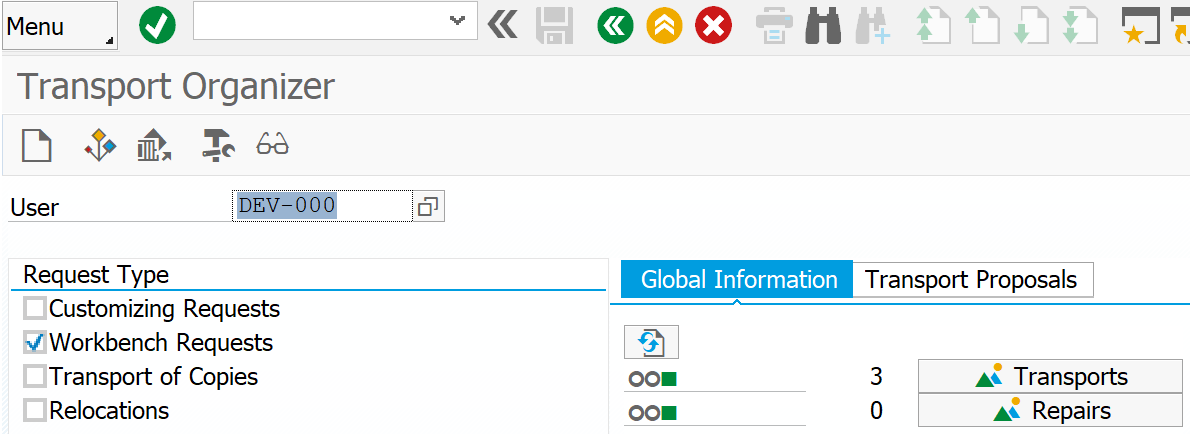 Menu
Transport Organizer
User DEV-000
Request Type
Customizing Requests
Workbench Requests
Transport of Copies
Relocations
Global Information Transport Proposals
3 Transports
0 Repairs